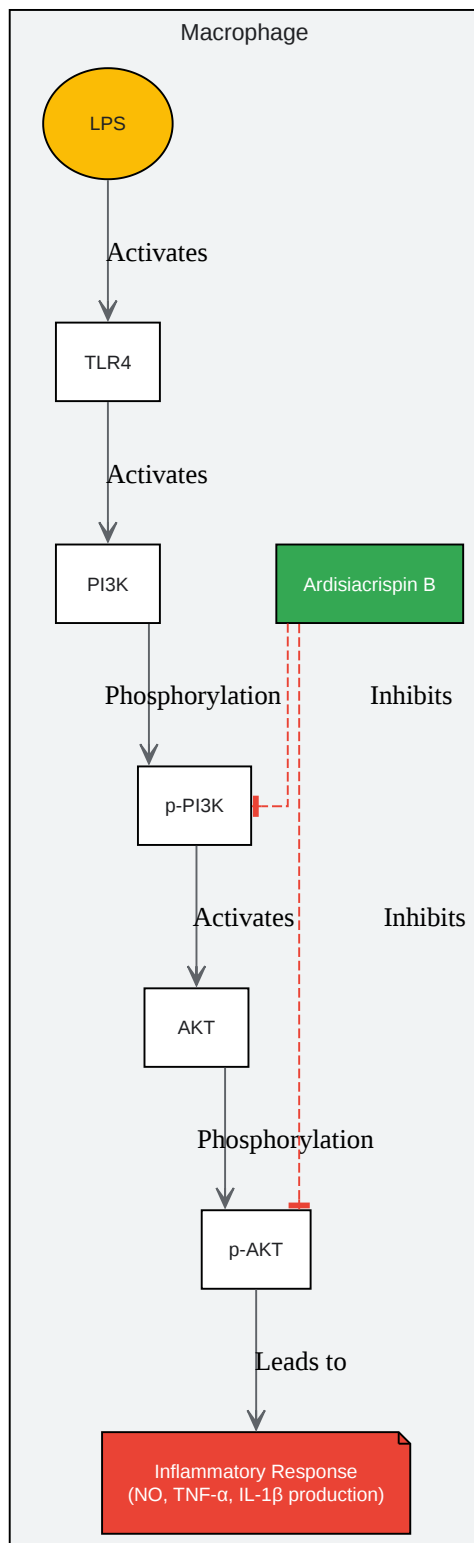 Macrophage
LPS
Activates
TLR4
Activates
PI3K
Ardisiacrispin B
Phosphorylation
Inhibits
p-PI3K
Activates
Inhibits
AKT
Phosphorylation
p-AKT
Leads to
Inflammatory Response
(NO, TNF-α, IL-1β production)